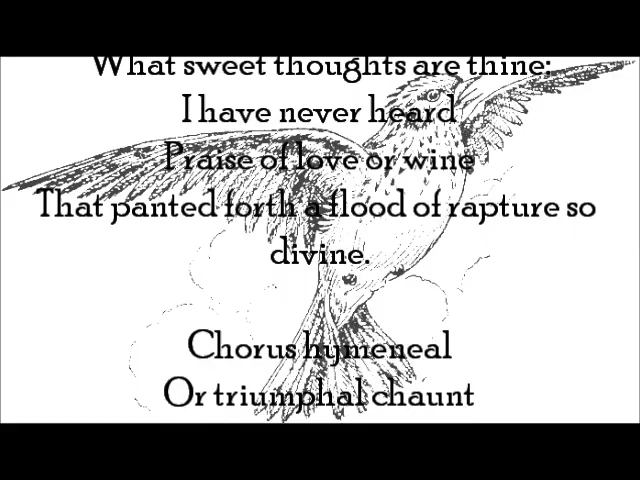 What sweet thoughts are thine:
I have never heard
Praise of love or wine
That panted forth a flood of rapture so
divine.
Chorus hymeneal
Or triumphal chaunt